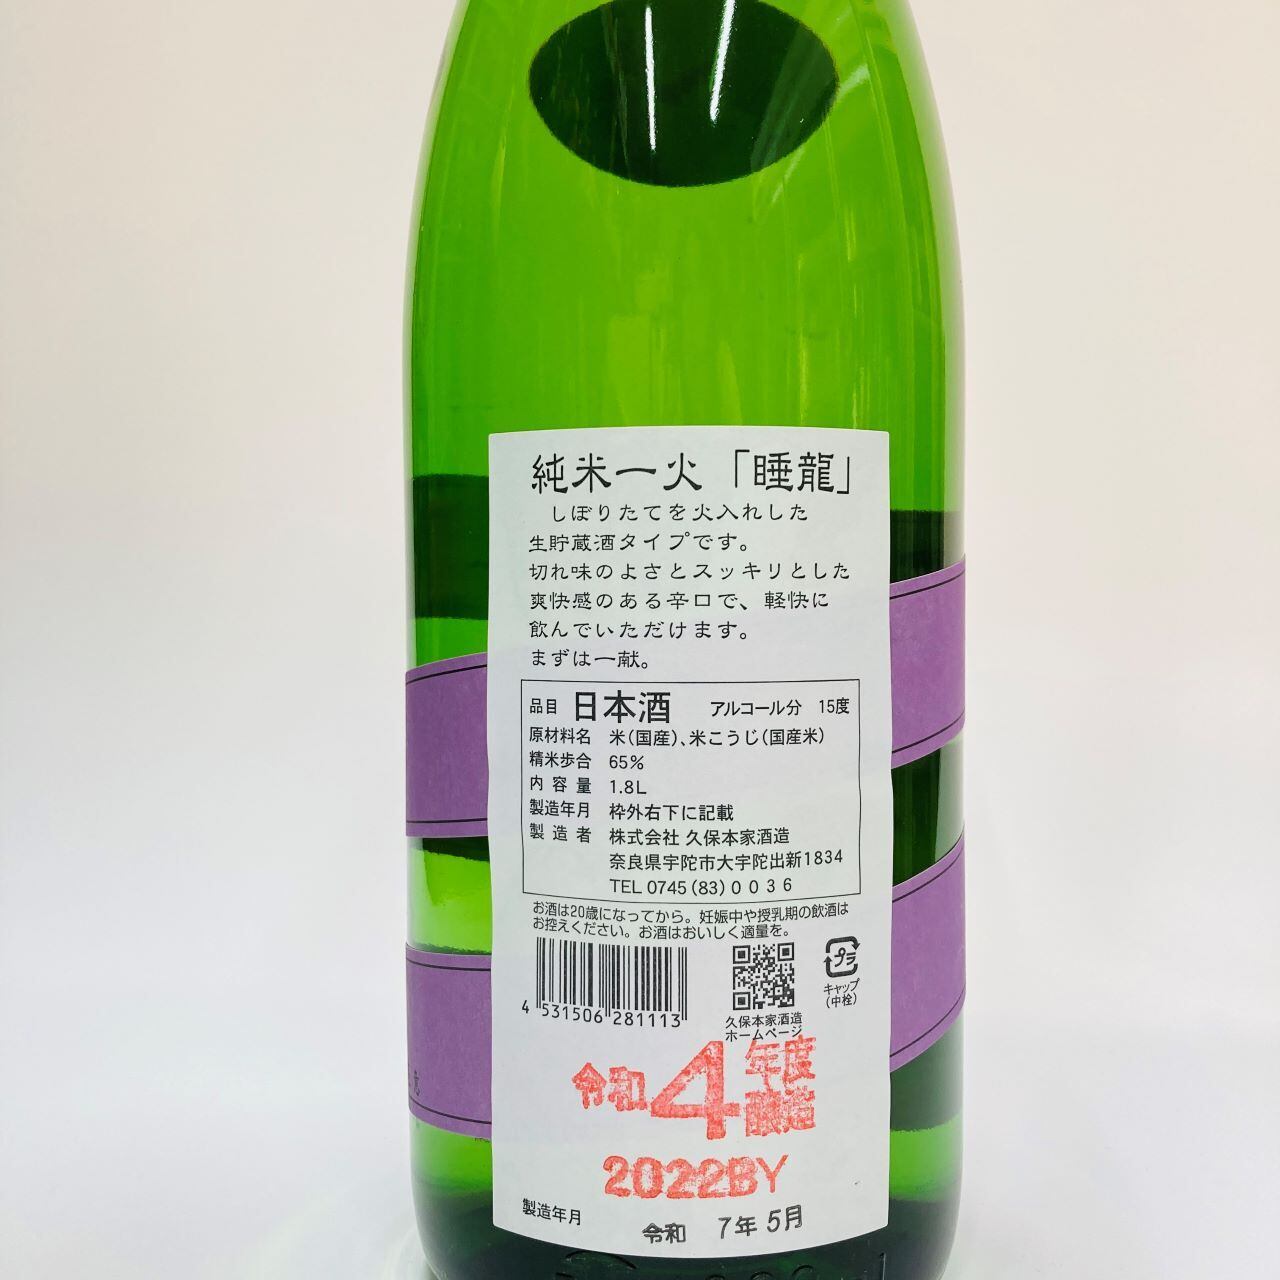 純米一火「睡龍」
しぼりたてを火入れした
生貯蔵酒タイプです。
切れ味のよさとスッキリとした
爽快感のある辛口で、軽快に
飲んでいただけます。
まずは一献。
品目 日本酒 アルコール分 15度
原材料名 米(国産)、米こうじ(国産米)
精米歩合 65%
内容量 1.8L
製造年月 枠外右下に記載
製造者 株式会社 久保本家酒造
奈良県宇陀市大宇陀出新1834
TEL 0745(83)0036
お酒は20歳になってから。妊娠中や授乳期の飲酒は
お控えください。お酒はおいしく適量を。
4 531506 281113
久保本家酒造
ホームページ
プラ
キャップ
(中栓)
令和4年度
醸造
2022BY
製造年月 令和 7年 5月